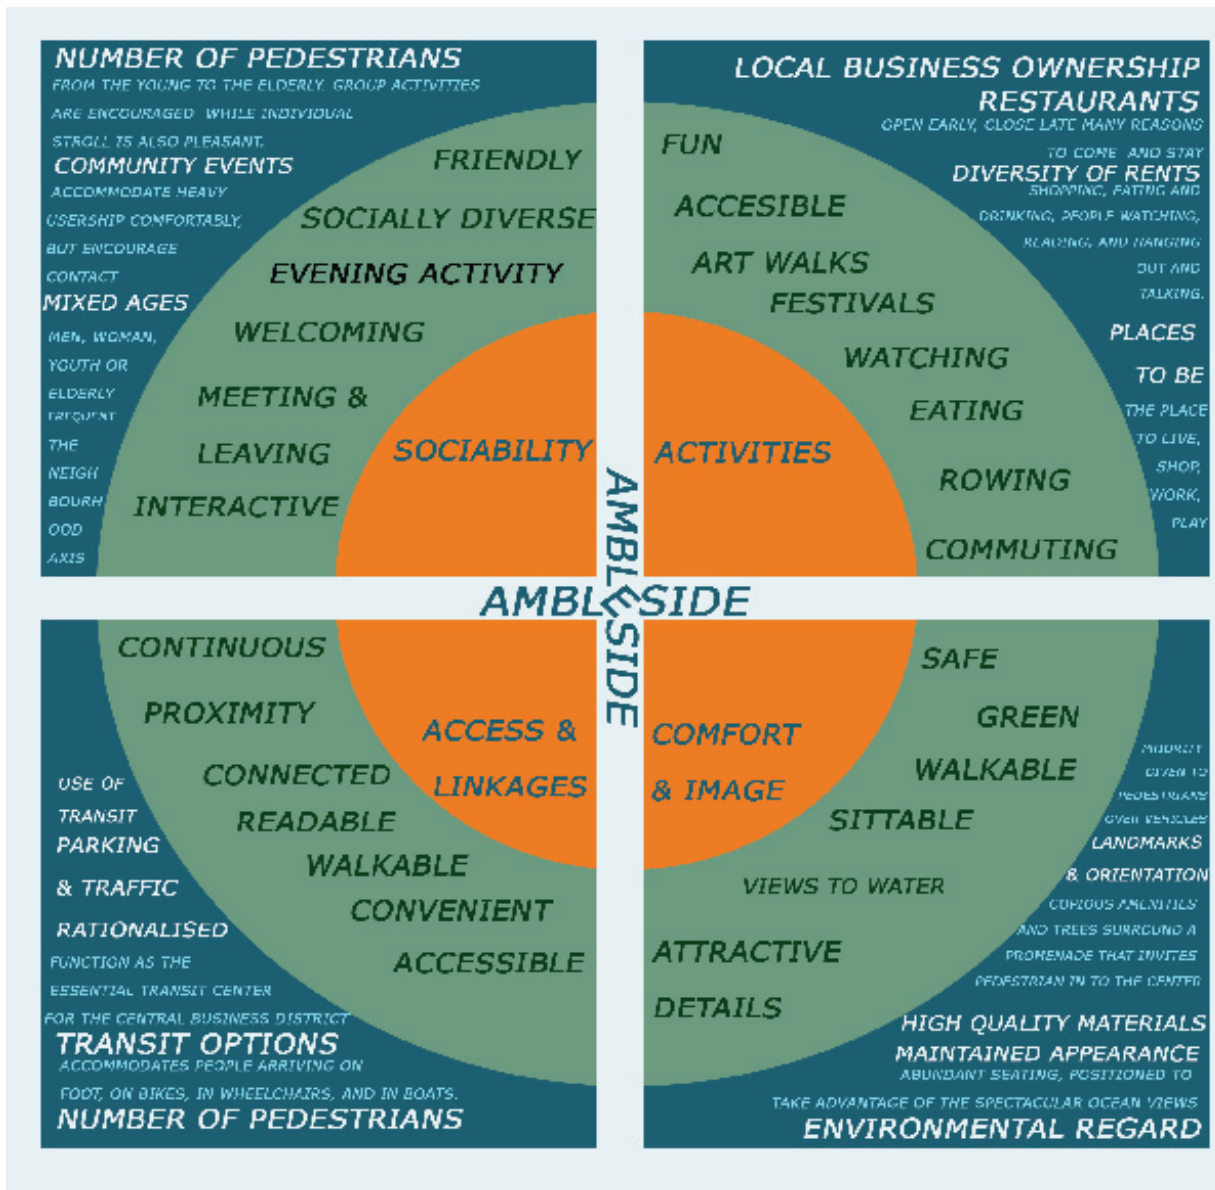 NUMBER OF PEDESTRIANS
FROM THE YOUNG TO THE ELDERLY. GROUP ACTIVITIES
ARE ENCOURAGED WHILE INDIVIDUAL
STROLL IS ALSO PLEASANT.
COMMUNITY EVENTS
ACCOMMODATE HEAVY
USERSHIP COMFORTABLY,
BUT ENCOURAGE
CONTACT
MIXED AGES
MEN, WOMAN,
YOUTH OR
ELDERLY
FREQUENT
THE
NEIGH
BOURH
OOD
AXIS
FRIENDLY
SOCIALLY DIVERSE
EVENING ACTIVITY
WELCOMING
MEETING &
LEAVING
INTERACTIVE
SOCIABILITY
LOCAL BUSINESS OWNERSHIP
RESTAURANTS
OPEN EARLY, CLOSE LATE MANY REASONS
TO COME AND STAY
DIVERSITY OF RENTS
SHOPPING, EATING AND
DRINKING, PEOPLE WATCHING,
READING, AND HANGING
OUT AND
TALKING.
PLACES
TO BE
THE PLACE
TO LIVE,
SHOP,
WORK,
PLAY
FUN
ACCESIBLE
ART WALKS
FESTIVALS
WATCHING
EATING
ROWING
COMMUTING
ACTIVITIES
AMBLESIDE
AMBLESIDE
CONTINUOUS
PROXIMITY
CONNECTED
READABLE
WALKABLE
CONVENIENT
ACCESSIBLE
ACCESS &
LINKAGES
USE OF
TRANSIT
PARKING
& TRAFFIC
RATIONALISED
FUNCTION AS THE
ESSENTIAL TRANSIT CENTER
FOR THE CENTRAL BUSINESS DISTRICT
TRANSIT OPTIONS
ACCOMMODATES PEOPLE ARRIVING ON
FOOT, ON BIKES, IN WHEELCHAIRS, AND IN BOATS.
NUMBER OF PEDESTRIANS
COMFORT
& IMAGE
SAFE
GREEN
WALKABLE
SITTABLE
VIEWS TO WATER
ATTRACTIVE
DETAILS
PRIORITY
GIVEN TO
PEDESTRIANS
OVER VEHICLES
LANDMARKS
& ORIENTATION
COPIOUS AMENITIES
AND TREES SURROUND A
PROMENADE THAT INVITES
PEDESTRIAN IN TO THE CENTER
HIGH QUALITY MATERIALS
MAINTAINED APPEARANCE
ABUNDANT SEATING, POSITIONED TO
TAKE ADVANTAGE OF THE SPECTACULAR OCEAN VIEWS
ENVIRONMENTAL REGARD